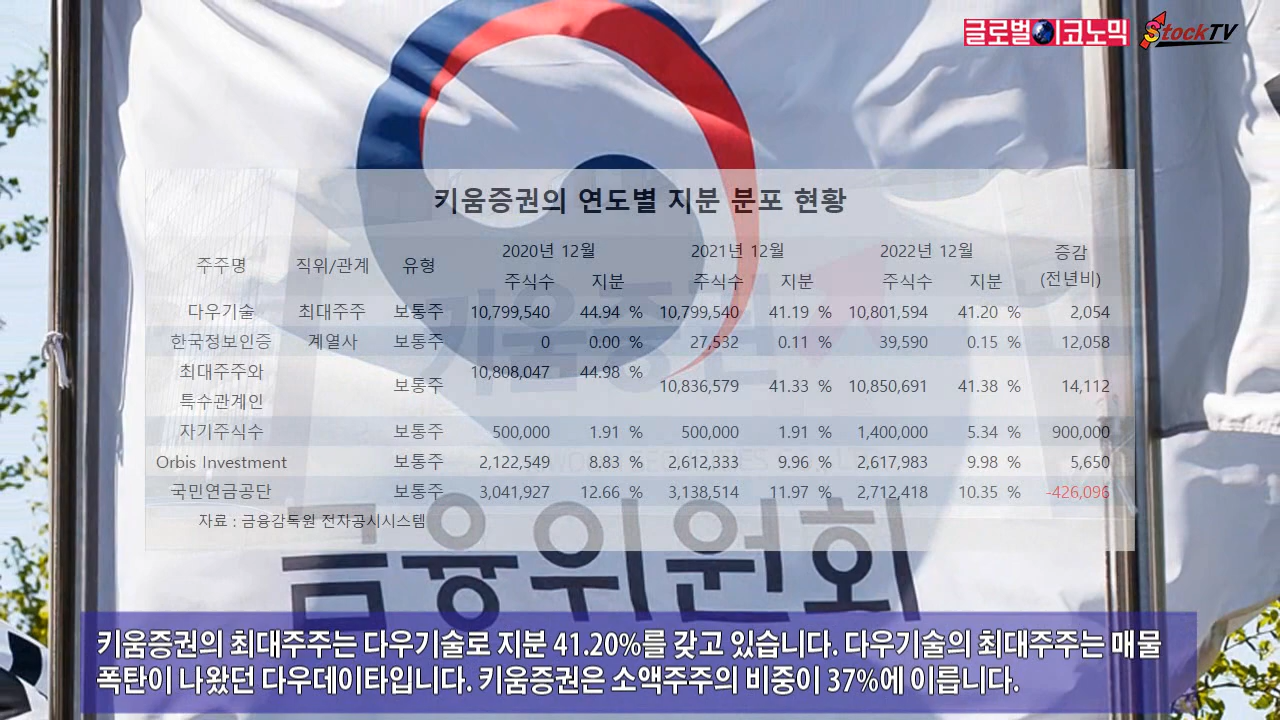 글로벌이코노믹 StockTV
키움증권의 연도별 지분 분포 현황
주주명 직위/관계 유형 2020년 12월 2021년 12월 2022년 12월 증감
주식수 지분 주식수 지분 주식수 지분 (전년비)
다우기술 최대주주 보통주 10,799,540 44.94 % 10,799,540 41.19 % 10,801,594 41.20 % 2,054
한국정보인증 계열사 보통주 0 0.00 % 27,532 0.11 % 39,590 0.15 % 12,058
최대주주와
특수관계인 보통주 10,808,047 44.98 % 10,836,579 41.33 % 10,850,691 41.38 % 14,112
자기주식수 보통주 500,000 1.91 % 500,000 1.91 % 1,400,000 5.34 % 900,000
Orbis Investment 보통주 2,122,549 8.83 % 2,612,333 9.96 % 2,617,983 9.98 % 5,650
국민연금공단 보통주 3,041,927 12.66 % 3,138,514 11.97 % 2,712,418 10.35 % -426,096
자료 : 금융감독원 전자공시시스템
키움증권
금융위원회
키움증권의 최대주주는 다우기술로 지분 41.20%를 갖고 있습니다. 다우기술의 최대주주는 매물
폭탄이 나왔던 다우데이타입니다. 키움증권은 소액주주의 비중이 37%에 이릅니다.